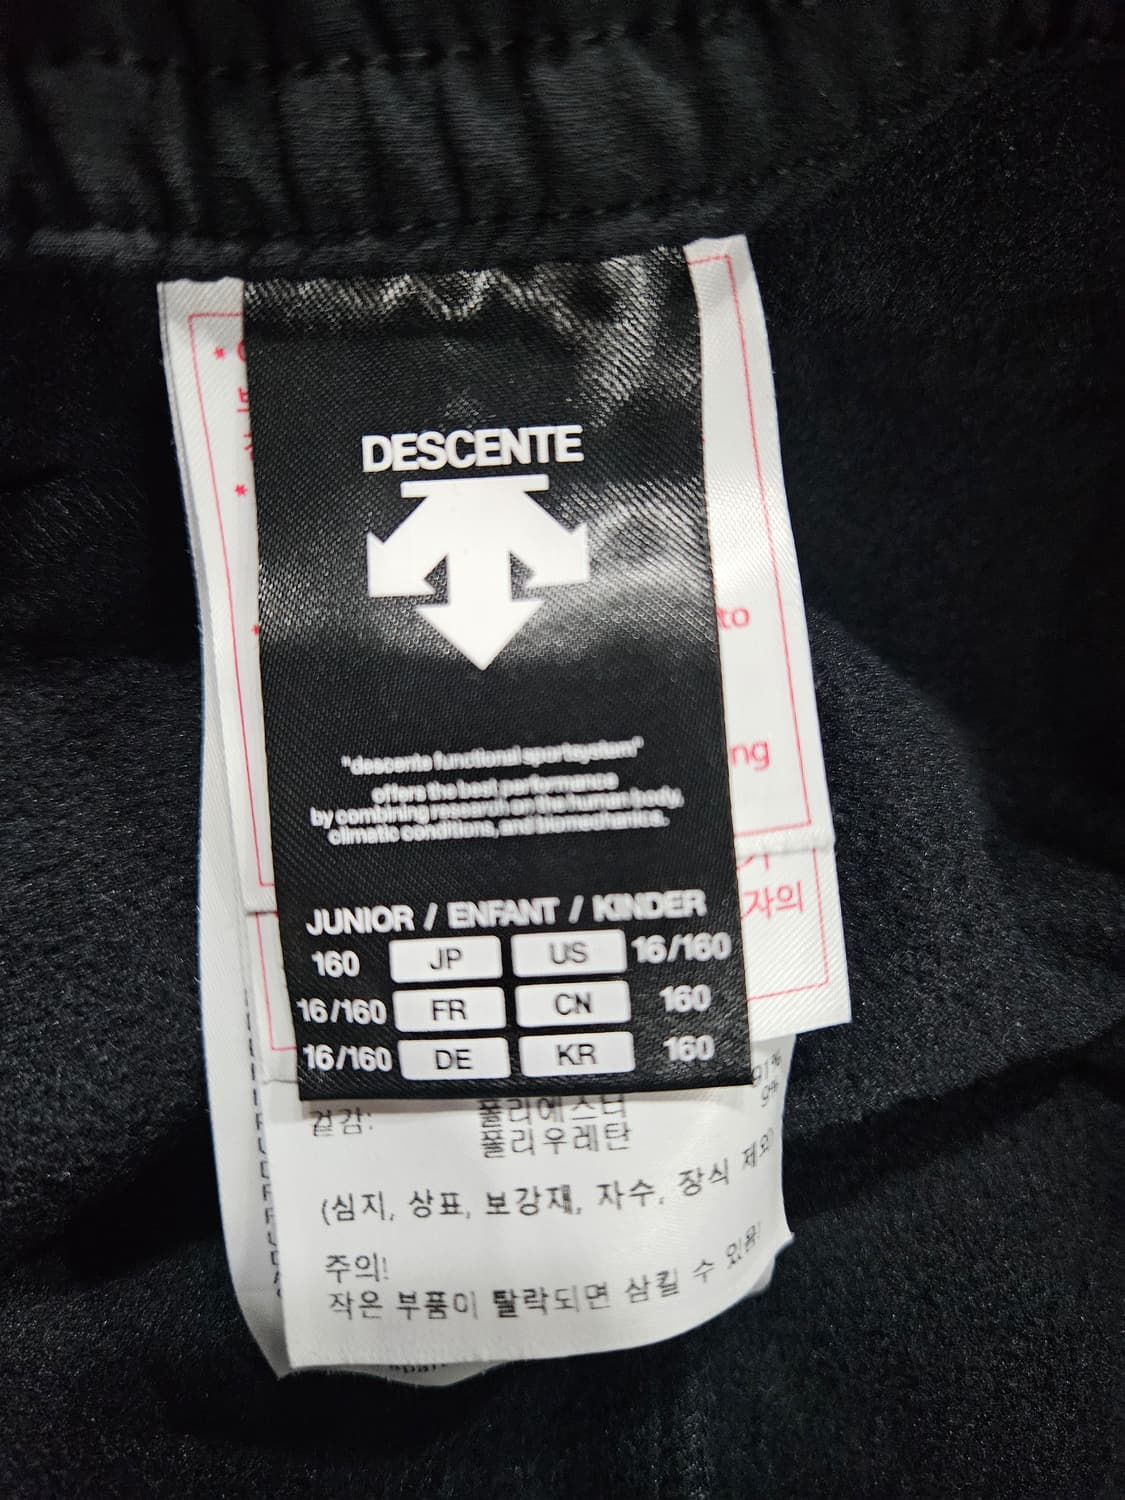 DESCENTE
"descente functional sportsystem"
offers the best performance
by combining research on the human body,
climatic conditions, and biomechanics.
JUNIOR / ENFANT / KINDER
160 JP US 16/160
16/160 FR CN 160
16/160 DE KR 160
to
ng
자의
겉감: 폴리에스터 91%
폴리우레탄 9%
(심지, 상표, 보강재, 자수, 장식 제외)
주의!
작은 부품이 탈락되면 삼킬 수 있음!